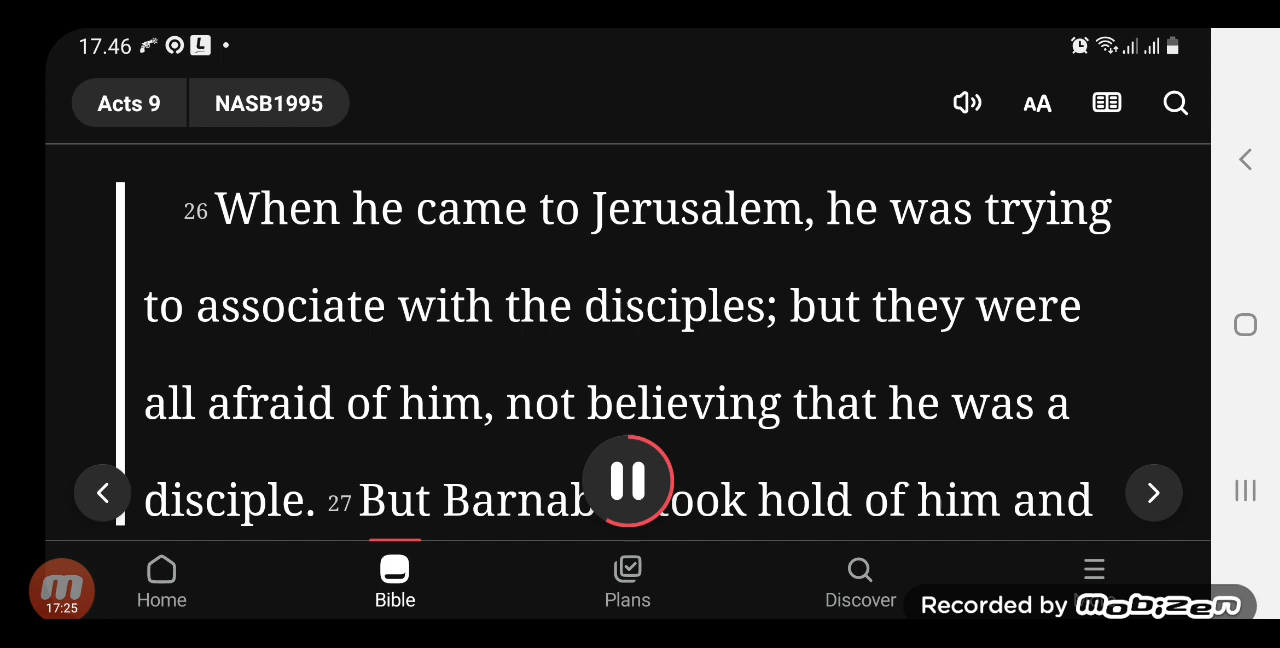 17.46 L
Acts 9 NASB1995 AA
26 When he came to Jerusalem, he was trying
to associate with the disciples; but they were
all afraid of him, not believing that he was a
disciple. 27 But Barnab ook hold of him and
Home Bible Plans Discover
m 17:25
Recorded by Mobizen